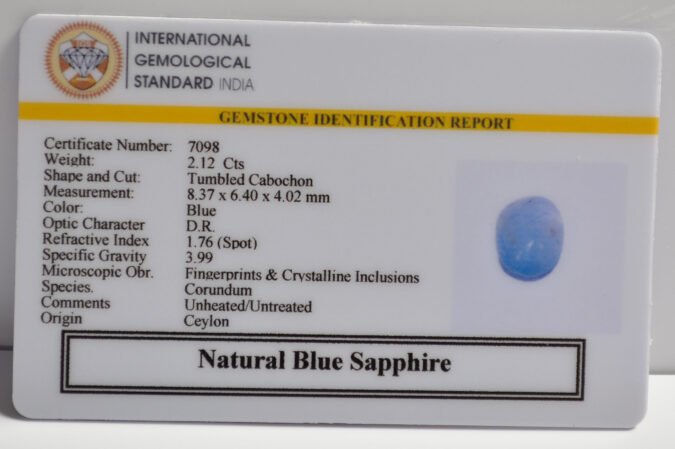 INTERNATIONAL
GEMOLOGICAL
STANDARD INDIA
GEMSTONE IDENTIFICATION REPORT
Certificate Number: 7098
Weight: 2.12 Cts
Shape and Cut: Tumbled Cabochon
Measurement: 8.37 x 6.40 x 4.02 mm
Color: Blue
Optic Character D.R.
Refractive Index 1.76 (Spot)
Specific Gravity 3.99
Microscopic Obr. Fingerprints & Crystalline Inclusions
Species. Corundum
Comments Unheated/Untreated
Origin Ceylon
Natural Blue Sapphire